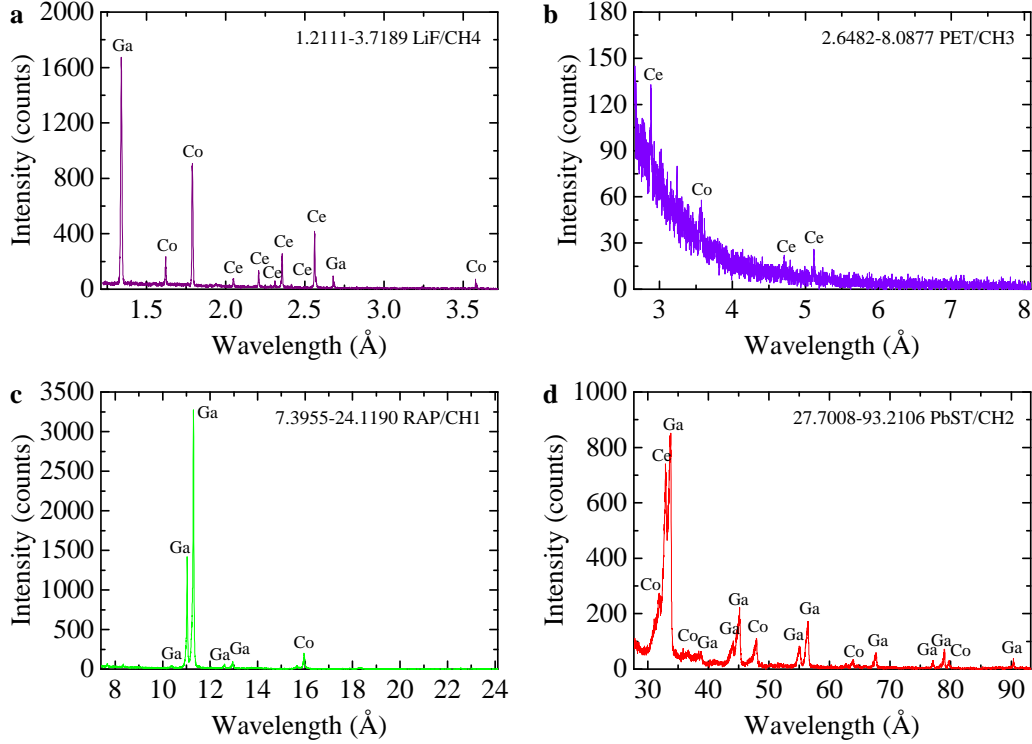 a
1.2111-3.7189 LiF/CH4
Intensity (counts)
1600
1200
800
400
0
Ga
Co
Co
Ce
Ce
Ce
Ce
Ce
Ce
Ga
Co
1.5 2.0 2.5 3.0 3.5
Wavelength (Å)
b
2.6482-8.0877 PET/CH3
Intensity (counts)
180
150
120
90
60
30
0
Ce
Co
Ce
Ce
3 4 5 6 7 8
Wavelength (Å)
c
7.3955-24.1190 RAP/CH1
Intensity (counts)
3500
3000
2500
2000
1500
1000
500
0
Ga
Ga
Ga
Ga
Ga
Co
8 10 12 14 16 18 20 22 24
Wavelength (Å)
d
27.7008-93.2106 PbST/CH2
Intensity (counts)
1000
800
600
400
200
0
Co
Ce
Ga
Co
Ga
Ga
Ga
Co
Ga
Ga
Co
Ga
Ga
Ga
Co
Ga
30 40 50 60 70 80 90
Wavelength (Å)